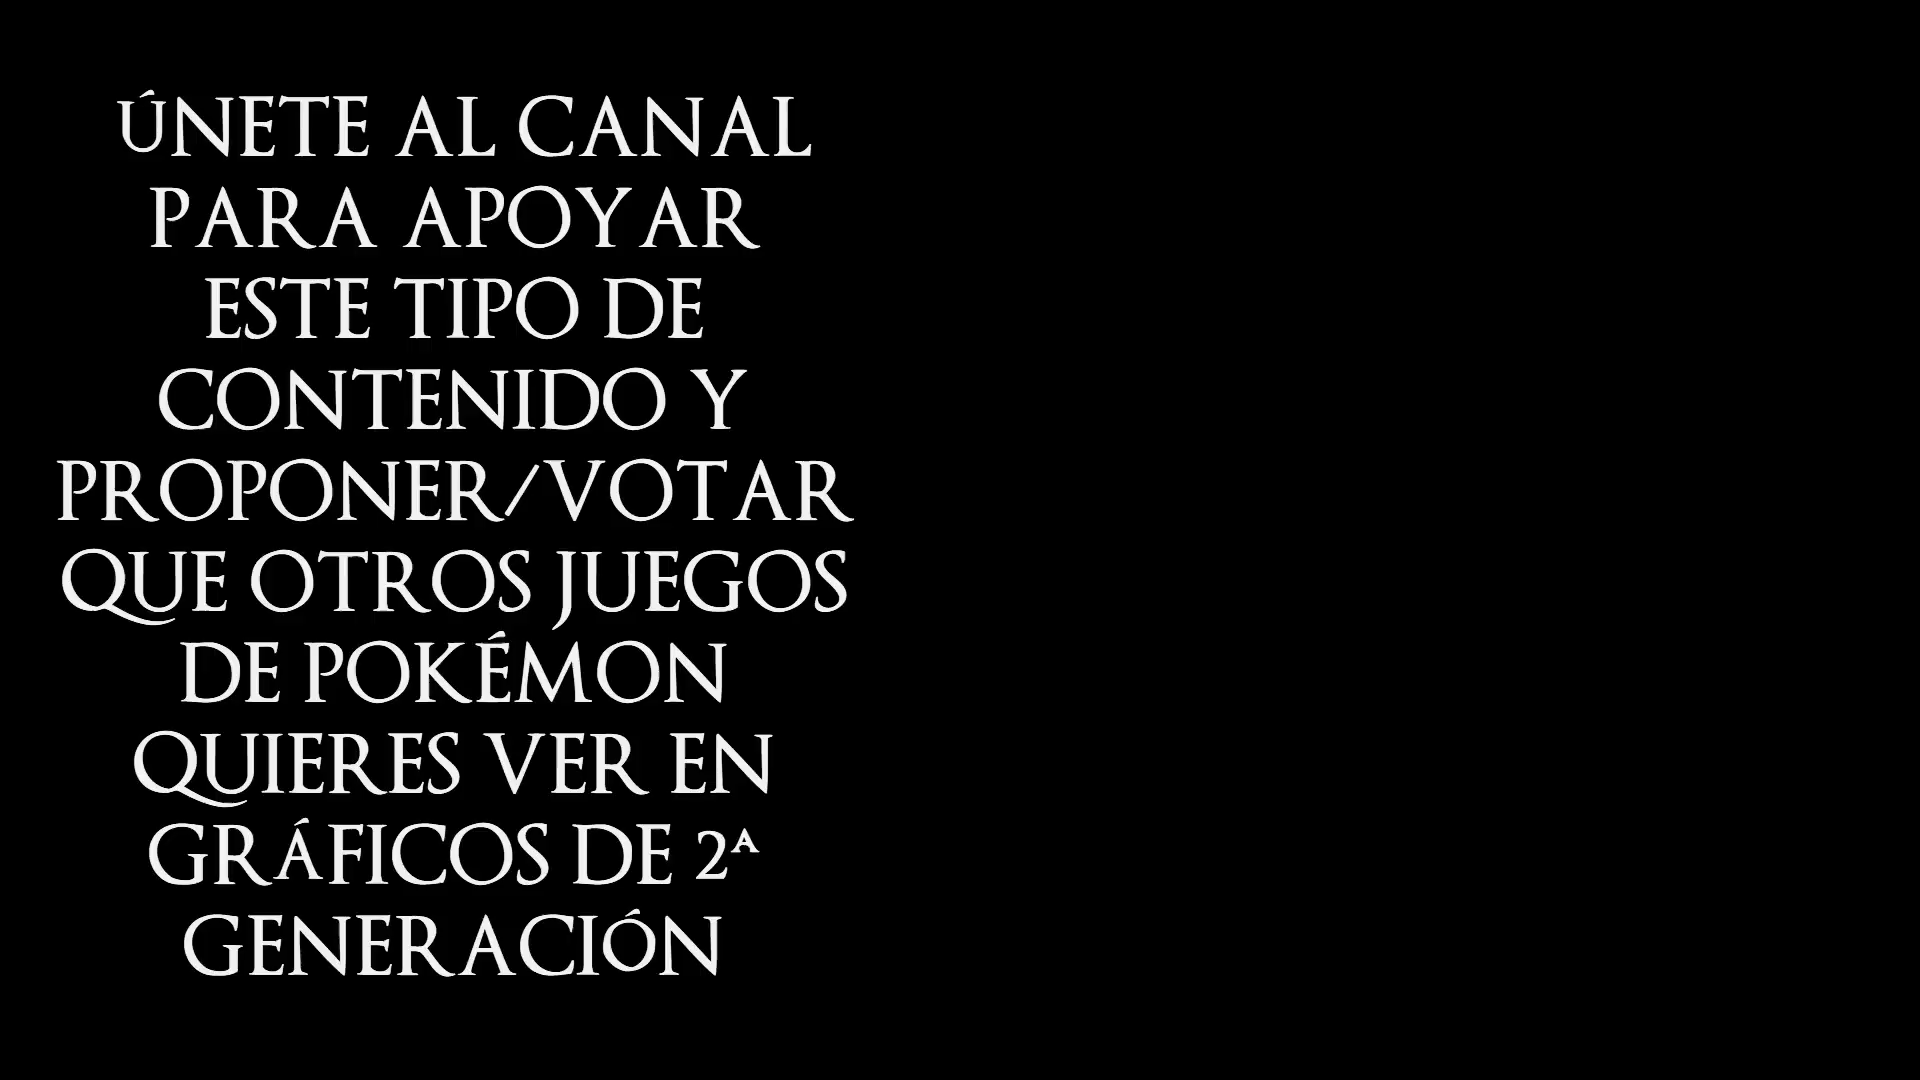 ÚNETE AL CANAL
PARA APOYAR
ESTE TIPO DE
CONTENIDO Y
PROPONER/VOTAR
QUE OTROS JUEGOS
DE POKÉMON
QUIERES VER EN
GRÁFICOS DE 2ª
GENERACIÓN